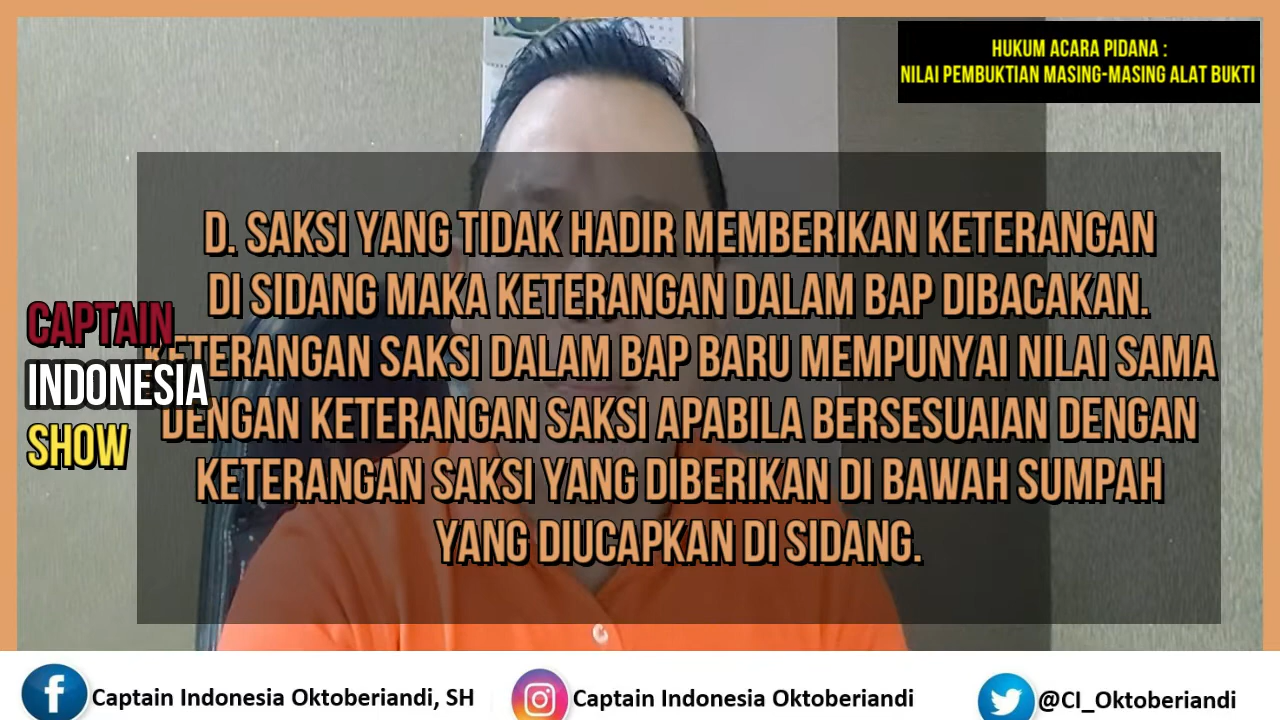 HUKUM ACARA PIDANA :
NILAI PEMBUKTIAN MASING-MASING ALAT BUKTI
D. SAKSI YANG TIDAK HADIR MEMBERIKAN KETERANGAN
DI SIDANG MAKA KETERANGAN DALAM BAP DIBACAKAN.
KETERANGAN SAKSI DALAM BAP BARU MEMPUNYAI NILAI SAMA
DENGAN KETERANGAN SAKSI APABILA BERSESUAIAN DENGAN
KETERANGAN SAKSI YANG DIBERIKAN DI BAWAH SUMPAH
YANG DIUCAPKAN DI SIDANG.
CAPTAIN
INDONESIA
SHOW
Captain Indonesia Oktoberiandi, SH
Captain Indonesia Oktoberiandi
@CI_Oktoberiandi